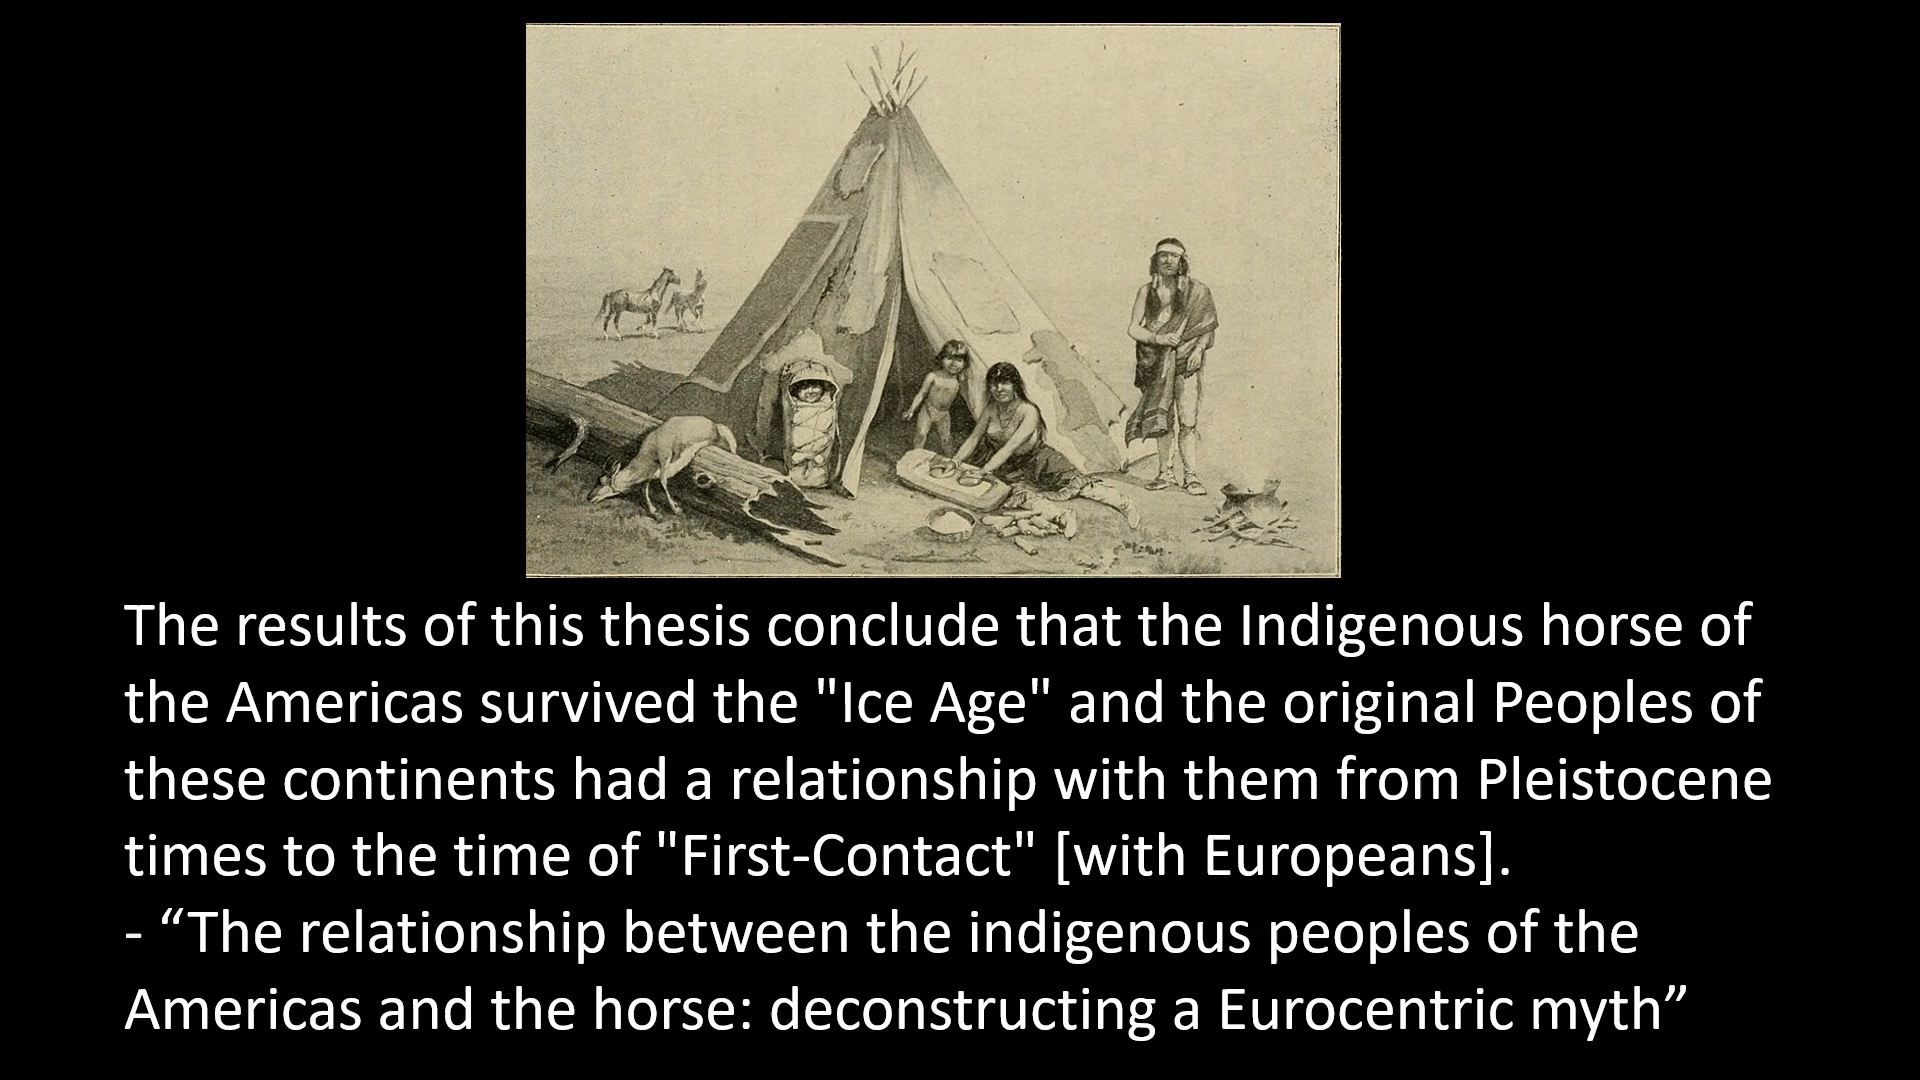 The results of this thesis conclude that the Indigenous horse of
the Americas survived the "Ice Age" and the original Peoples of
these continents had a relationship with them from Pleistocene
times to the time of "First-Contact" [with Europeans].
- “The relationship between the indigenous peoples of the
Americas and the horse: deconstructing a Eurocentric myth”